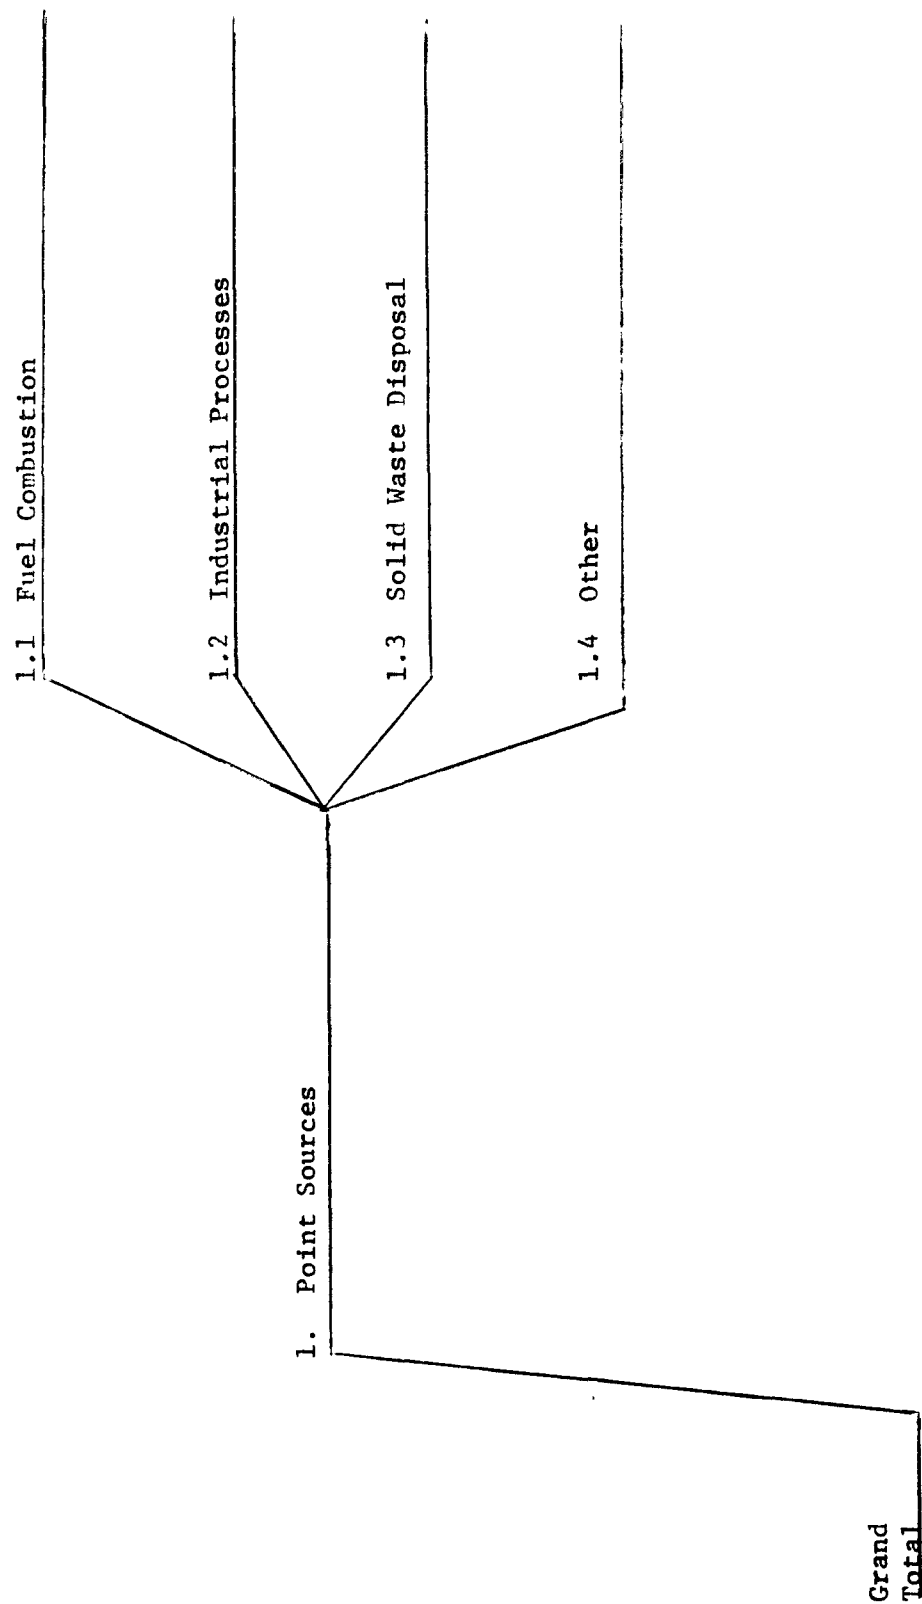 1.1 Fuel Combustion
1.2 Industrial Processes
1.3 Solid Waste Disposal
1.4 Other
1. Point Sources
Grand
Total